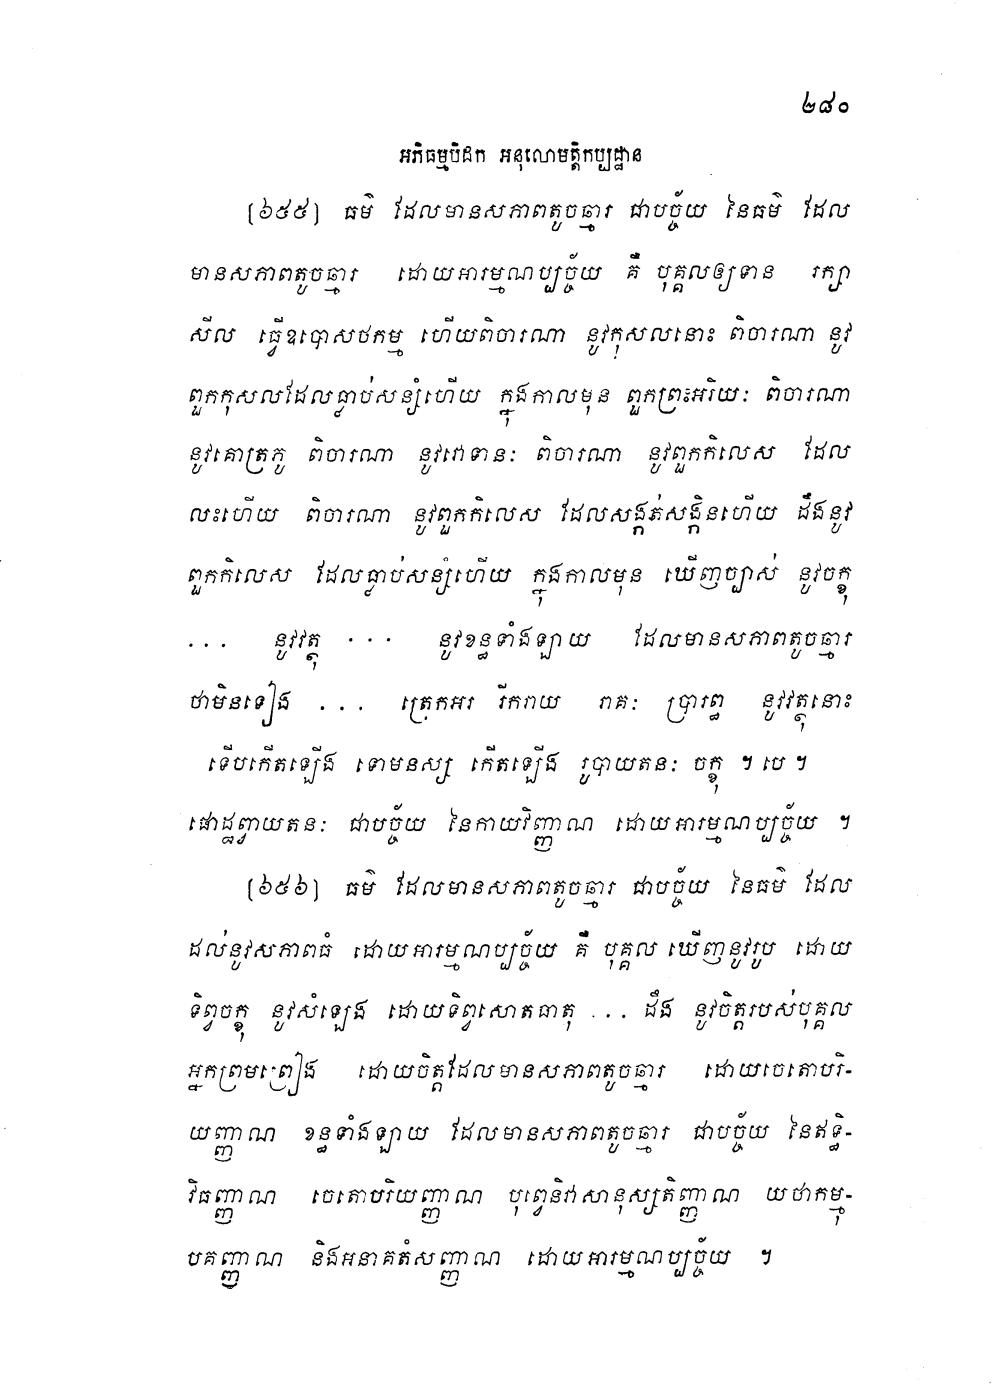 ២៨០
អភិធម្មបិដក អនុលោមត្តិកប្បដ្ឋាន
[៦៥៥] ធម៌ ដែលមានសភាពតូចឆ្មារ ជាបច្ច័យ នៃធម៌ ដែល
មានសភាពតូចឆ្មារ ដោយអារម្មណប្បច្ច័យ គឺ បុគ្គលឲ្យទាន រក្សា
សីល ធ្វើឧបោសថកម្ម ហើយពិចារណា នូវកុសលនោះ ពិចារណា នូវ
ពួកកុសលដែលធ្លាប់សន្សំហើយ ក្នុងកាលមុន ពួកព្រះអរិយៈ ពិចារណា
នូវគោត្រភូ ពិចារណា នូវវោទានៈ ពិចារណា នូវពួកកិលេស ដែល
លះហើយ ពិចារណា នូវពួកកិលេស ដែលសង្កត់សង្កិនហើយ ដឹងនូវ
ពួកកិលេស ដែលធ្លាប់សន្សំហើយ ក្នុងកាលមុន ឃើញច្បាស់ នូវចក្ខុ
... នូវវត្ថុ ... នូវខន្ធទាំងឡាយ ដែលមានសភាពតូចឆ្មារ
ថាមិនទៀង ... ត្រេកអរ រីករាយ រាគៈ ប្រារព្ធ នូវវត្ថុនោះ
ទើបកើតឡើង ទោមនស្ស កើតឡើង រូបាយតនៈ ចក្ខុ ។ បេ ។
ផោដ្ឋព្វាយតនៈ ជាបច្ច័យ នៃកាយវិញ្ញាណ ដោយអារម្មណប្បច្ច័យ ។
[៦៥៦] ធម៌ ដែលមានសភាពតូចឆ្មារ ជាបច្ច័យ នៃធម៌ ដែល
ដល់នូវសភាពធំ ដោយអារម្មណប្បច្ច័យ គឺ បុគ្គល ឃើញនូវរូប ដោយ
ទិព្វចក្ខុ នូវសំឡេង ដោយទិព្វសោតធាតុ ... ដឹង នូវចិត្តរបស់បុគ្គល
អ្នកព្រមព្រៀង ដោយចិត្តដែលមានសភាពតូចឆ្មារ ដោយចេតោបរិ-
យញ្ញាណ ខន្ធទាំងឡាយ ដែលមានសភាពតូចឆ្មារ ជាបច្ច័យ នៃឥទ្ធិ-
វិធញ្ញាណ ចេតោបរិយញ្ញាណ បុព្វេនិវាសានុស្សតិញ្ញាណ យថាកម្មុ-
បគញ្ញាណ និងអនាគតំសញ្ញាណ ដោយអារម្មណប្បច្ច័យ ។